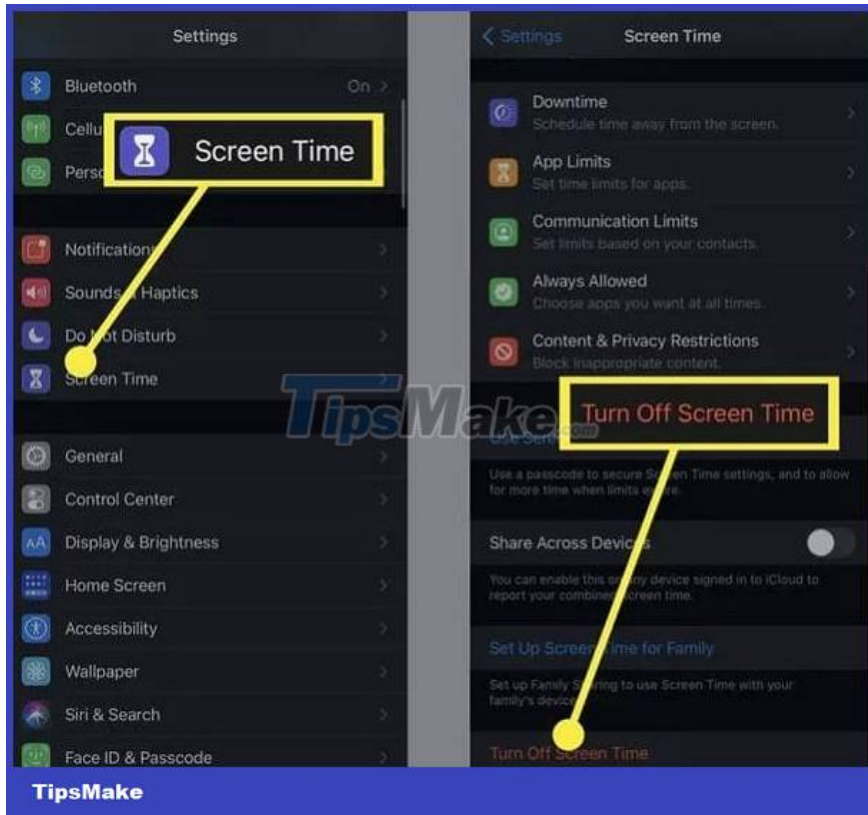 Settings
Bluetooth
On
Cellu
Screen Time
Perso
Notifications
Sounds & Haptics
Do Not Disturb
Screen Time
General
Control Center
Display & Brightness
Home Screen
Accessibility
Wallpaper
Siri & Search
Face ID & Passcode
Settings
Screen Time
Downtime
Schedule time away from the screen.
App Limits
Set time limits for apps.
Communication Limits
Set limits based on your contacts.
Always Allowed
Choose apps you want at all times.
Content & Privacy Restrictions
Block inappropriate content.
Turn Off Screen Time
Use Scr
Use a passcode to secure Screen Time settings, and to allow
for more time when limits expire.
Share Across Devices
You can enable this on any device signed in to iCloud to
report your combined screen time.
Set Up Screen Time for Family
Set up Family Sharing to use Screen Time with your
family's devices.
Turn Off Screen Time
TipsMake.com
TipsMake